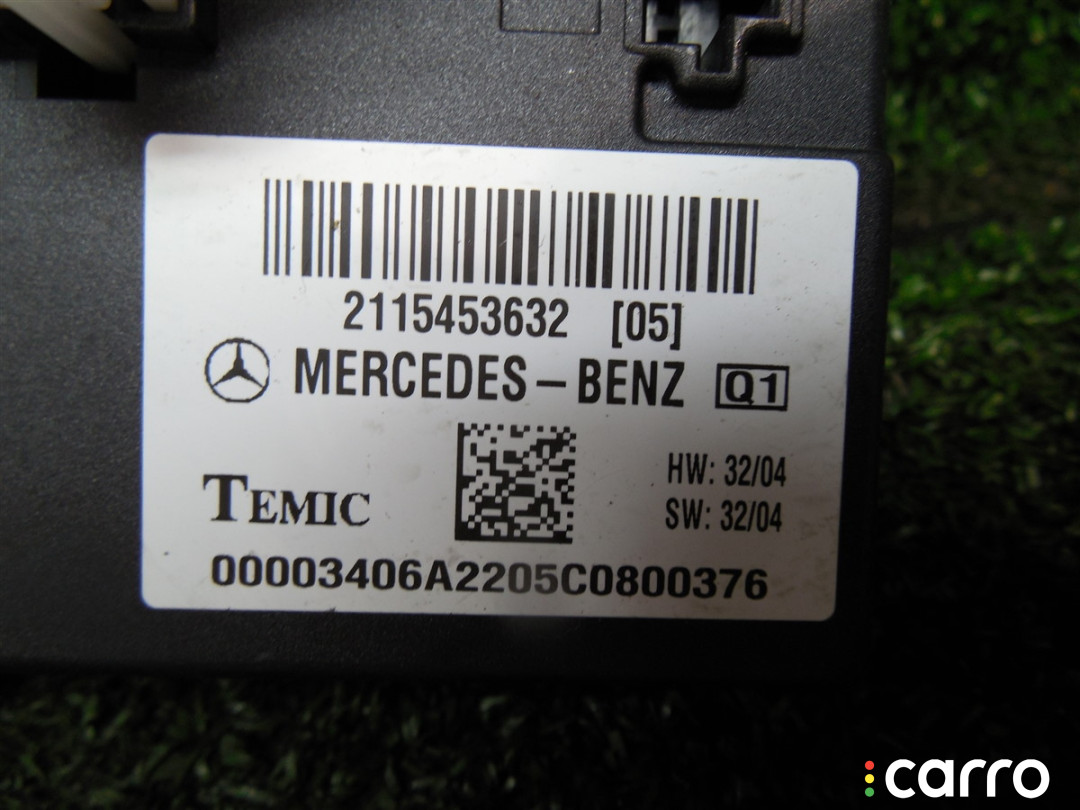 2115453632 [05]
MERCEDES-BENZ Q1
HW: 32/04
TEMIC
SW: 32/04
00003406A2205C0800376
carro